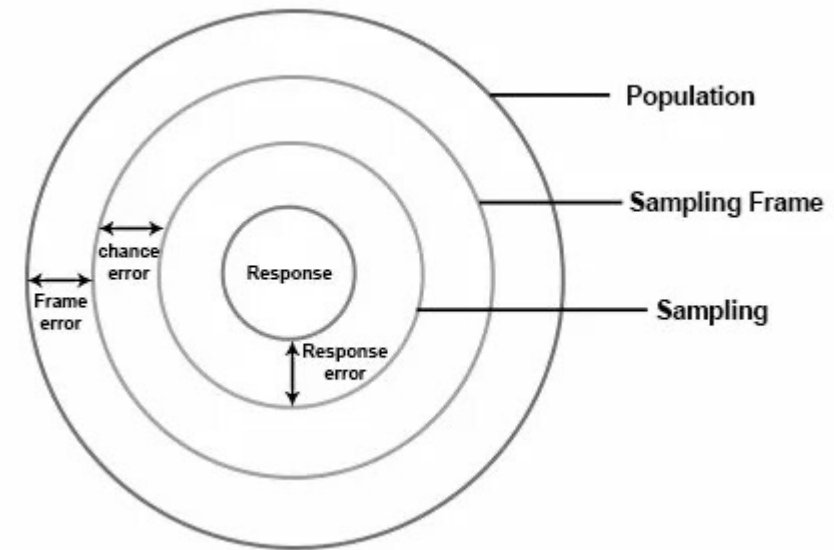 Population
Sampling Frame
chance
error
Response
Frame
error
Sampling
Response
error